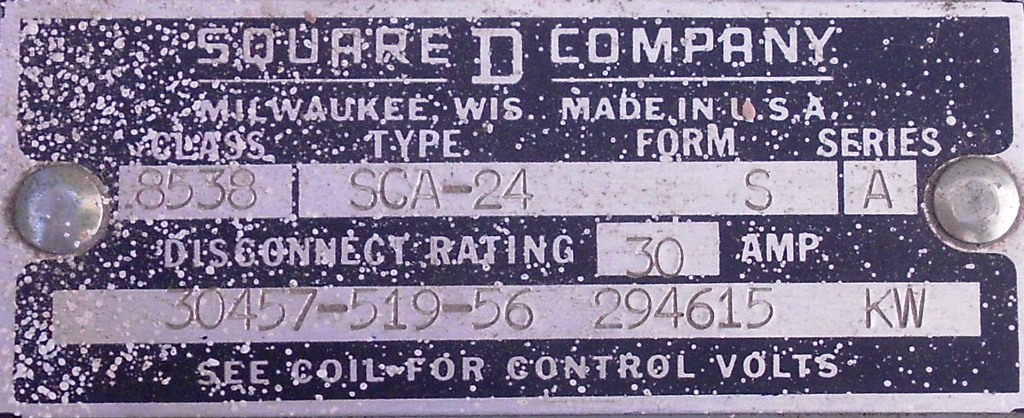 SQUARE D COMPANY
MILWAUKEE, WIS. MADE IN U.S.A.
CLASS TYPE FORM SERIES
8538 SCA-24 S A
DISCONNECT RATING 30 AMP.
30457-519-56 294615 KW
SEE COIL FOR CONTROL VOLTS